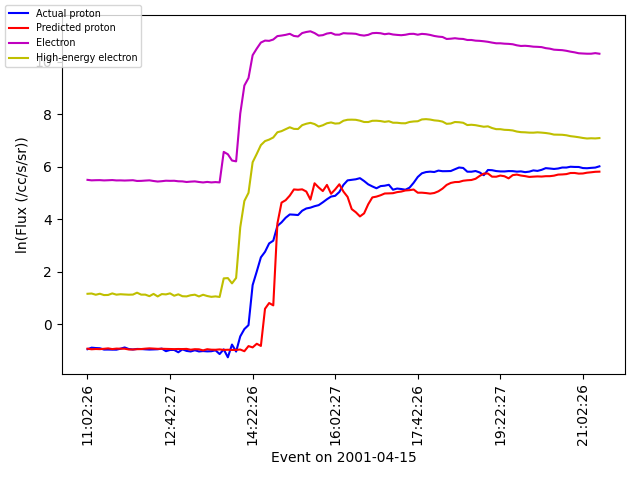 Actual proton
Predicted proton
Electron
High-energy electron
10
8
6
4
2
0
ln(Flux (/cc/s/sr))
11:02:26
12:42:27
14:22:26
16:02:27
17:42:26
19:22:27
21:02:26
Event on 2001-04-15